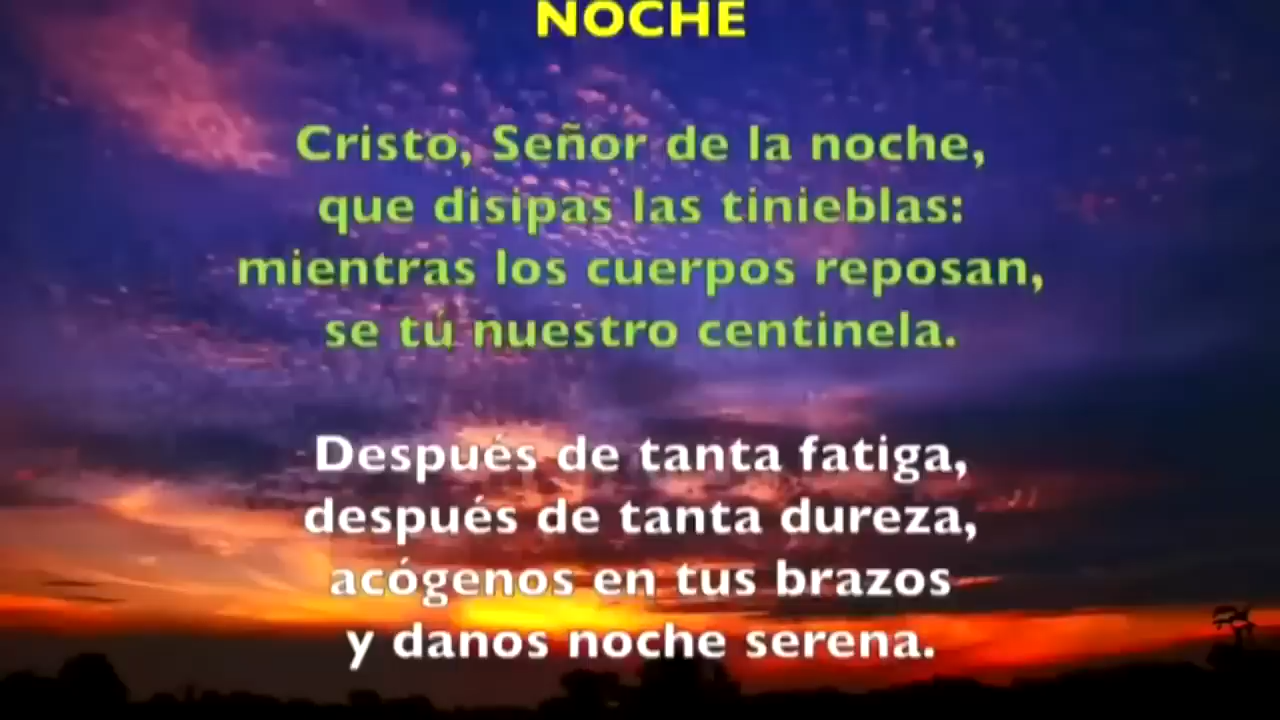 NOCHE
Cristo, Señor de la noche,
que disipas las tinieblas:
mientras los cuerpos reposan,
se tú nuestro centinela.
Después de tanta fatiga,
después de tanta dureza,
acógenos en tus brazos
y danos noche serena.